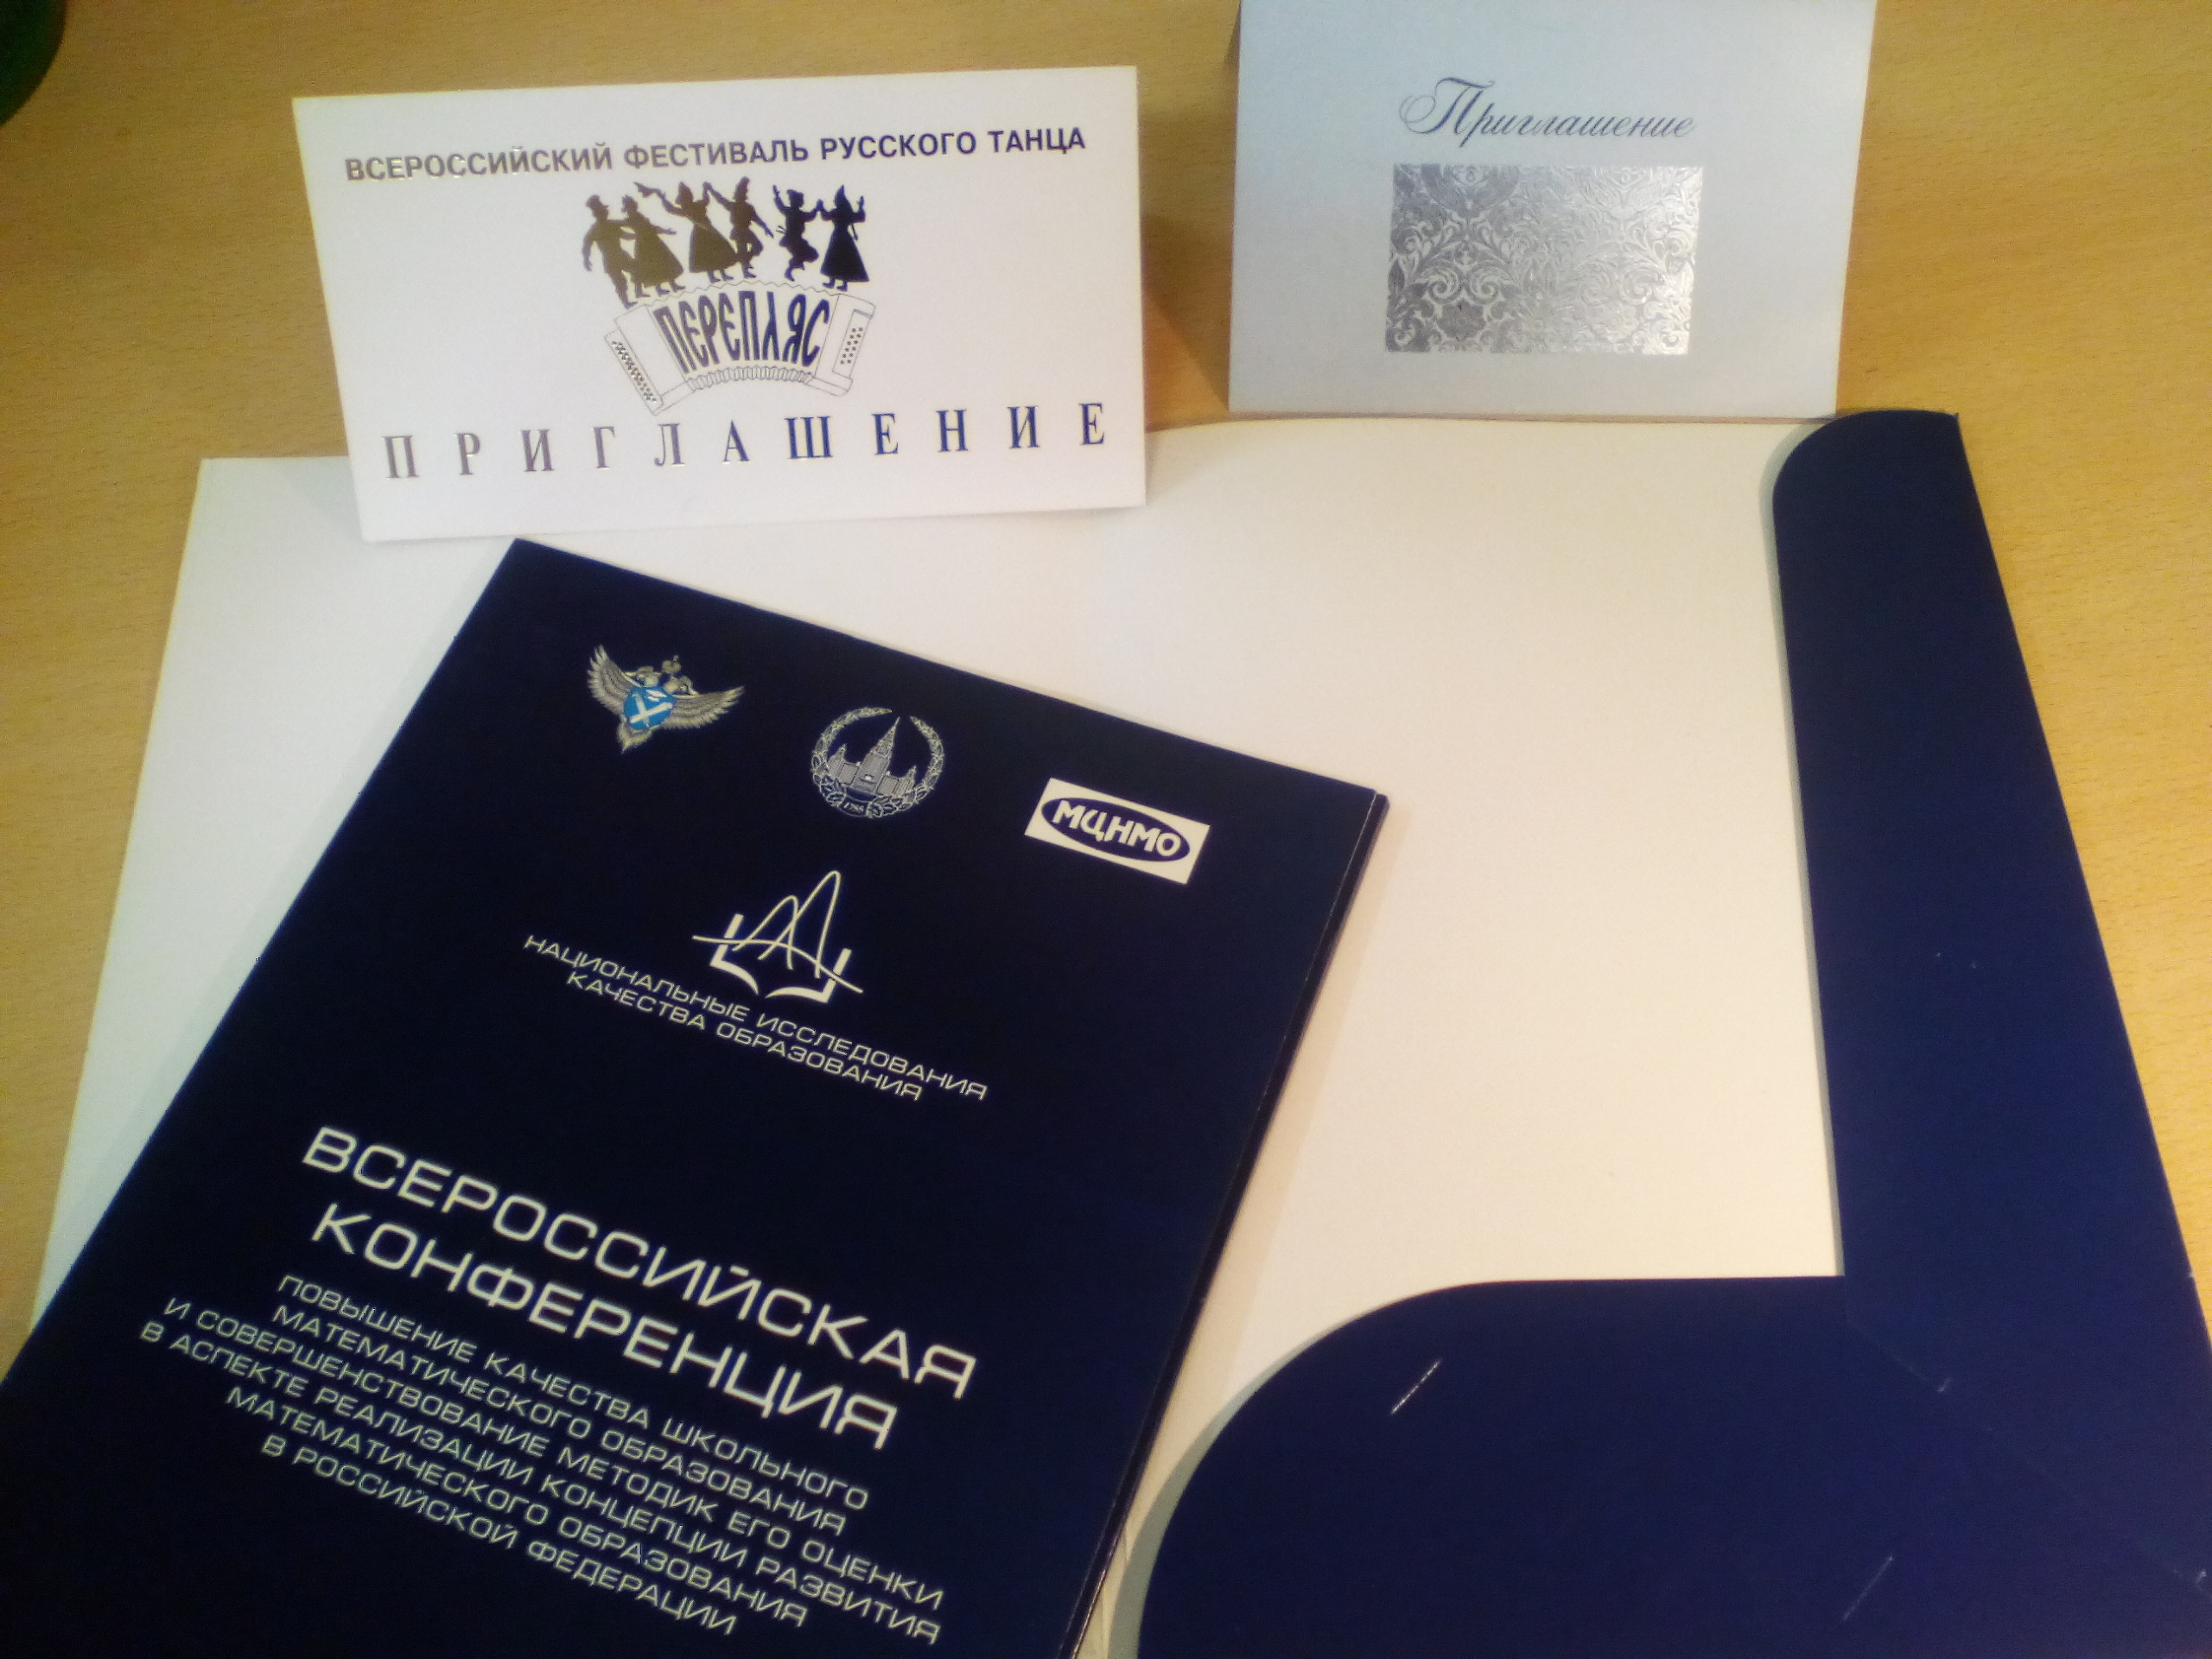 ВСЕРОССИЙСКИЙ ФЕСТИВАЛЬ РУССКОГО ТАНЦА
ПЕРЕПЛЯС
ПРИГЛАШЕНИЕ
Приглашение
1755
МЦНМО
НАЦИОНАЛЬНЫЕ ИССЛЕДОВАНИЯ
КАЧЕСТВА ОБРАЗОВАНИЯ
ВСЕРОССИЙСКАЯ
КОНФЕРЕНЦИЯ
ПОВЫШЕНИЕ КАЧЕСТВА ШКОЛЬНОГО
МАТЕМАТИЧЕСКОГО ОБРАЗОВАНИЯ
И СОВЕРШЕНСТВОВАНИЕ МЕТОДИК ЕГО ОЦЕНКИ
В АСПЕКТЕ РЕАЛИЗАЦИИ КОНЦЕПЦИИ РАЗВИТИЯ
МАТЕМАТИЧЕСКОГО ОБРАЗОВАНИЯ
В РОССИЙСКОЙ ФЕДЕРАЦИИ